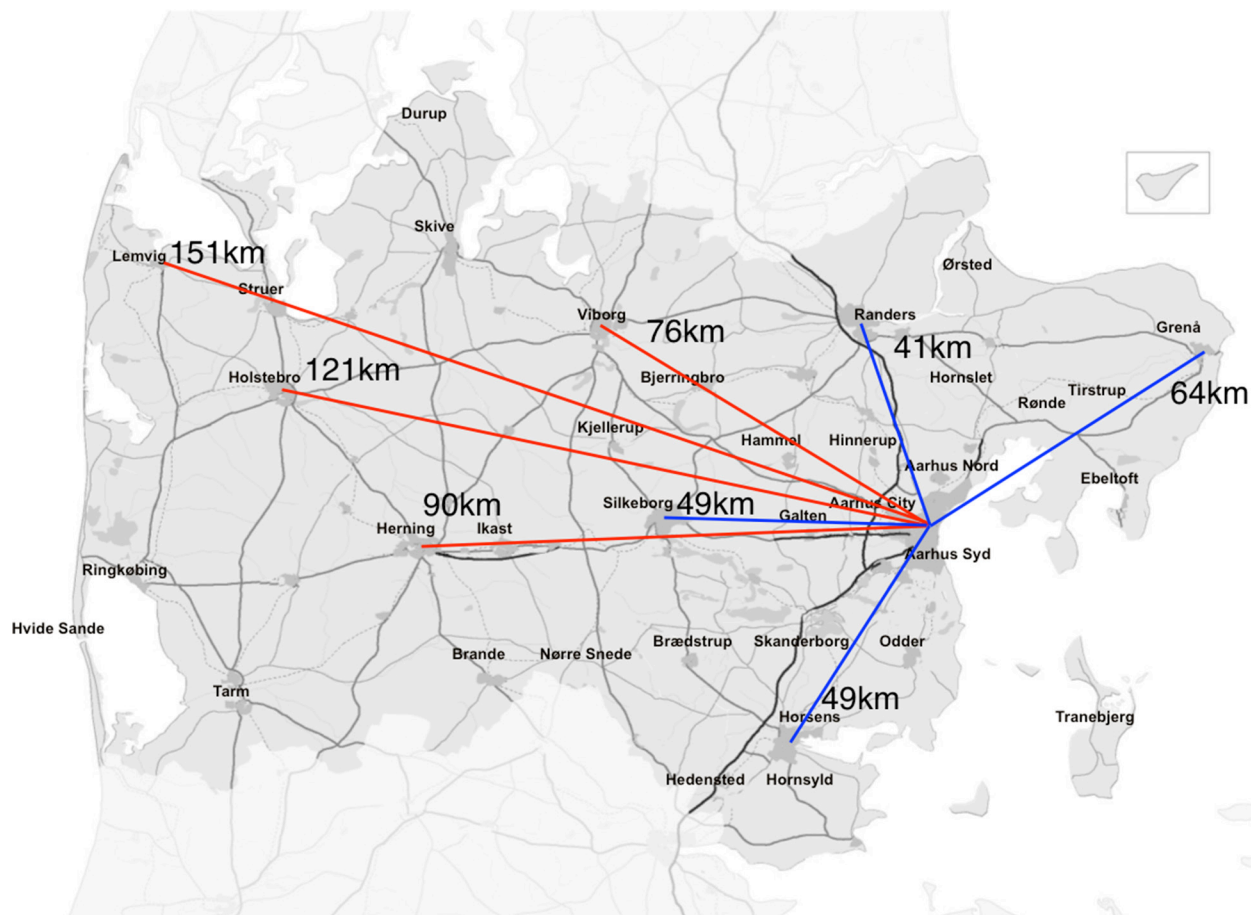 Durup
Skive
Lemvig
151km
Ørsted
Struer
Viborg
Randers
76km
Grenå
41km
Holstebro
121km
Bjerringbro
Hornslet
Tirstrup
64km
Rønde
Kjellerup
Hammel
Hinnerup
Aarhus Nord
Ebeltoft
90km
Silkeborg
49km
Aarhus City
Galten
Herning
Ikast
Aarhus Syd
Ringkøbing
Hvide Sande
Brande
Nørre Snede
Brædstrup
Skanderborg
Odder
Tarm
49km
Horsens
Tranebjerg
Hedensted
Hornsyld